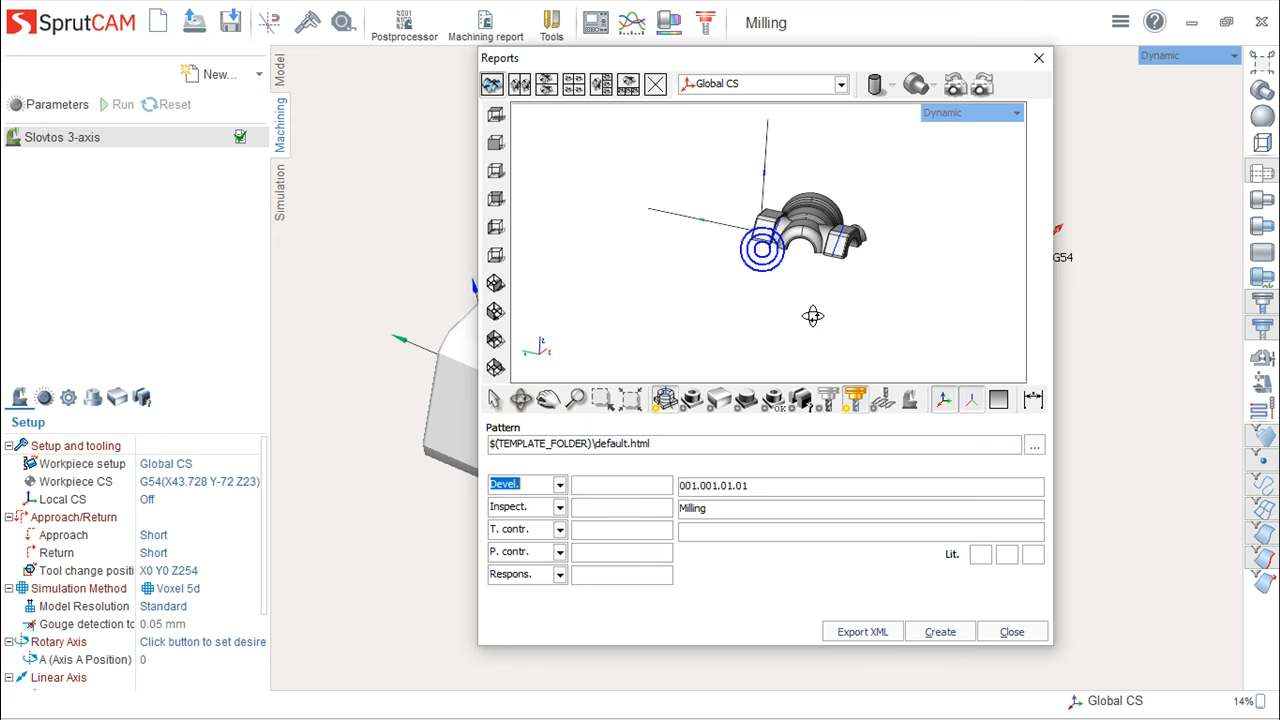 SprutCAM
Postprocessor
Machining report
Tools
Milling
New...
Parameters
Run
Reset
Slovtos 3-axis
Model
Machining
Simulation
Dynamic
Reports
Global CS
Dynamic
G54
Setup
Setup and tooling
Workpiece setup Global CS
Workpiece CS G54(X43.728 Y-72 Z23)
Local CS Off
Approach/Return
Approach Short
Return Short
Tool change positi X0 Y0 Z254
Simulation Method Voxel 5d
Model Resolution Standard
Gouge detection to 0.05 mm
Rotary Axis Click button to set desire
A (Axis A Position) 0
Linear Axis
Pattern
$(TEMPLATE_FOLDER)\default.html
...
Devel. 001.001.01.01
Inspect. Milling
T. contr.
P. contr. Lit.
Respons.
Export XML
Create
Close
Global CS
14%